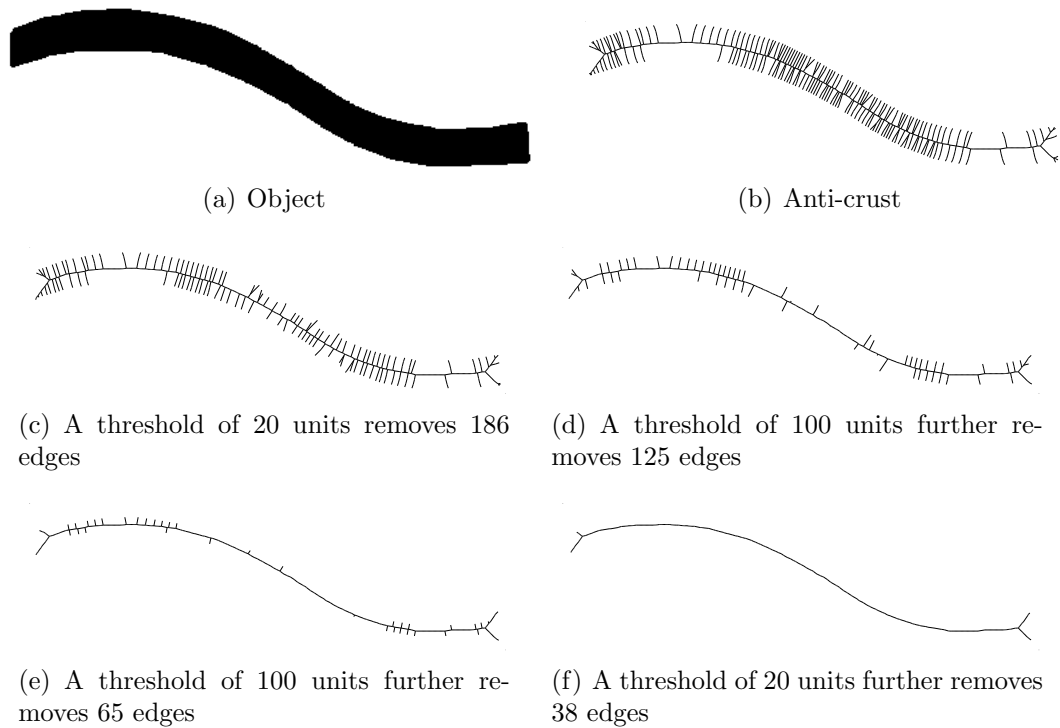 (a) Object
(b) Anti-crust
(c) A threshold of 20 units removes 186
edges
(d) A threshold of 100 units further re-
moves 125 edges
(e) A threshold of 100 units further re-
moves 65 edges
(f) A threshold of 20 units further removes
38 edges